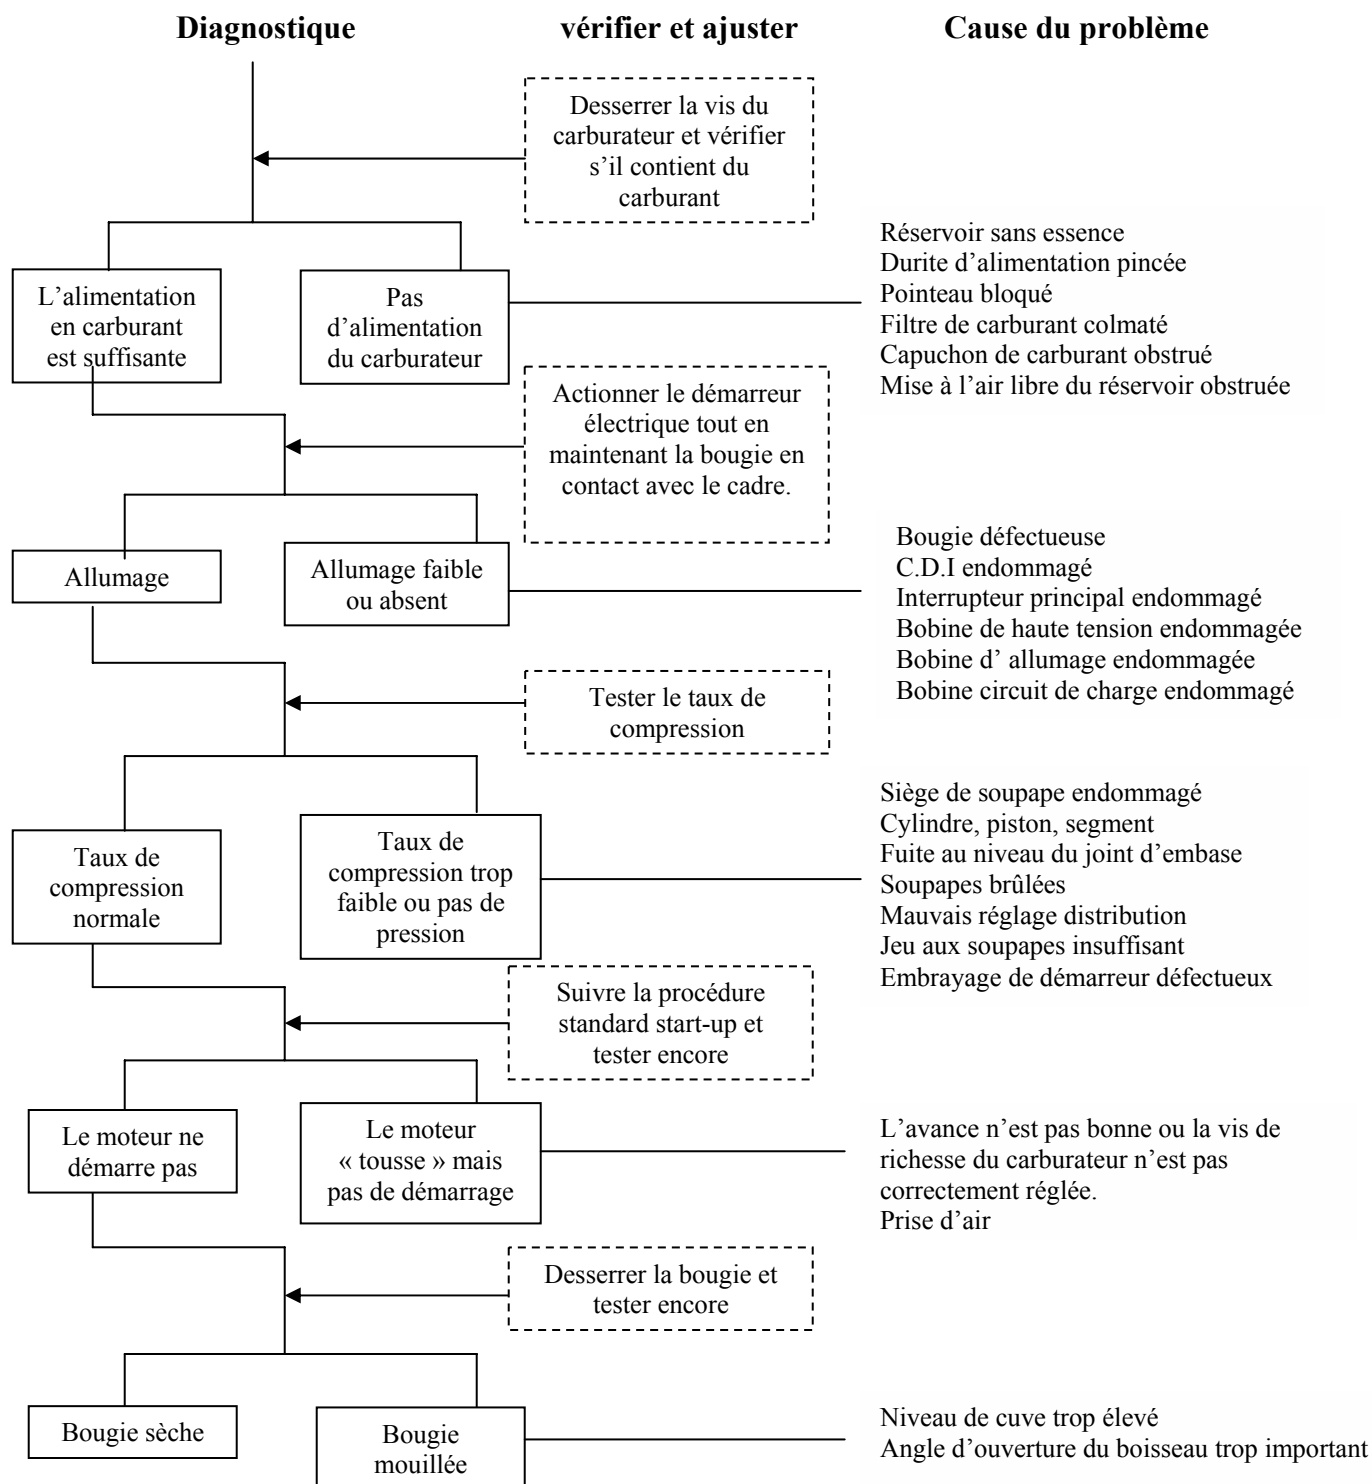 Diagnostique
vérifier et ajuster
Cause du problème
Desserrer la vis du
carburateur et vérifier
s’il contient du
carburant
L’alimentation
en carburant
est suffisante
Pas
d’alimentation
du carburateur
Réservoir sans essence
Durite d’alimentation pincée
Pointeau bloqué
Filtre de carburant colmaté
Capuchon de carburant obstrué
Mise à l’air libre du réservoir obstruée
Actionner le démarreur
électrique tout en
maintenant la bougie en
contact avec le cadre.
Allumage
Allumage faible
ou absent
Bougie défectueuse
C.D.I endommagé
Interrupteur principal endommagé
Bobine de haute tension endommagée
Bobine d’ allumage endommagée
Bobine circuit de charge endommagé
Tester le taux de
compression
Taux de
compression
normale
Taux de
compression trop
faible ou pas de
pression
Siège de soupape endommagé
Cylindre, piston, segment
Fuite au niveau du joint d’embase
Soupapes brûlées
Mauvais réglage distribution
Jeu aux soupapes insuffisant
Embrayage de démarreur défectueux
Suivre la procédure
standard start-up et
tester encore
Le moteur ne
démarre pas
Le moteur
« tousse » mais
pas de démarrage
L’avance n’est pas bonne ou la vis de
richesse du carburateur n’est pas
correctement réglée.
Prise d’air
Desserrer la bougie et
tester encore
Bougie sèche
Bougie
mouillée
Niveau de cuve trop élevé
Angle d’ouverture du boisseau trop important